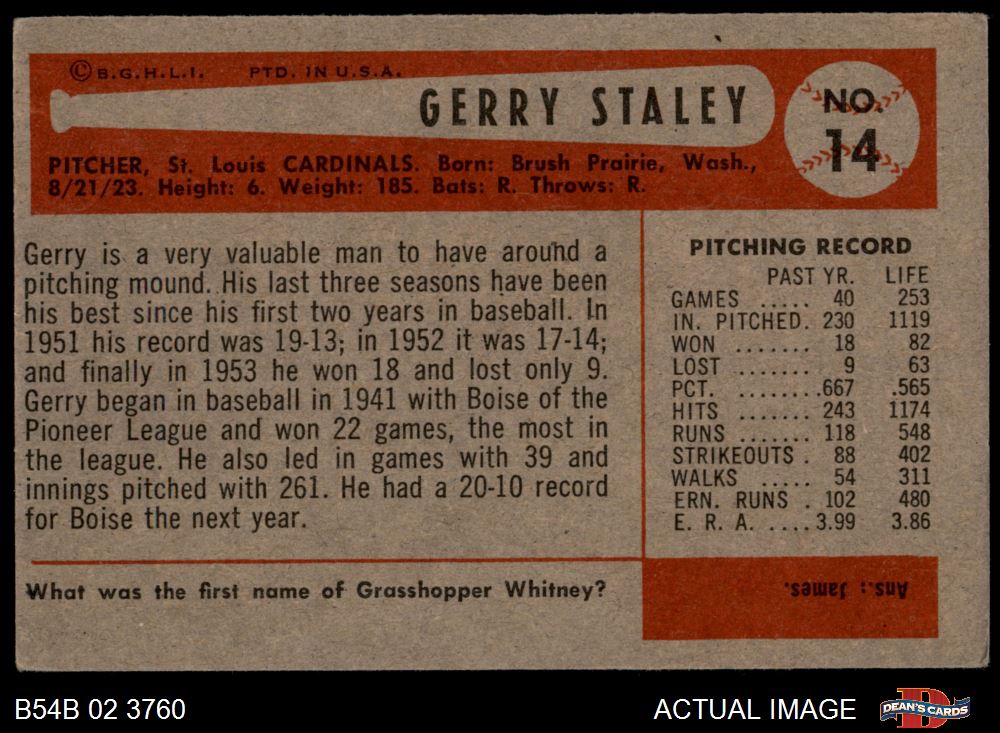 © B.G.H.L.I. PTD. IN U.S.A.
GERRY STALEY
NO.
14
PITCHER, St. Louis CARDINALS. Born: Brush Prairie, Wash.,
8/21/23. Height: 6. Weight: 185. Bats: R. Throws: R.
Gerry is a very valuable man to have around a
pitching mound. His last three seasons have been
his best since his first two years in baseball. In
1951 his record was 19-13; in 1952 it was 17-14;
and finally in 1953 he won 18 and lost only 9.
Gerry began in baseball in 1941 with Boise of the
Pioneer League and won 22 games, the most in
the league. He also led in games with 39 and
innings pitched with 261. He had a 20-10 record
for Boise the next year.
PITCHING RECORD
PAST YR. LIFE
GAMES ..... 40 253
IN. PITCHED. 230 1119
WON ....... 18 82
LOST ....... 9 63
PCT. ........667 .565
HITS ....... 243 1174
RUNS ....... 118 548
STRIKEOUTS . 88 402
WALKS ..... 54 311
ERN. RUNS . 102 480
E. R. A. ....3.99 3.86
What was the first name of Grasshopper Whitney?
Ans.: James.
B54B 02 3760
ACTUAL IMAGE
D
DEAN'S CARDS